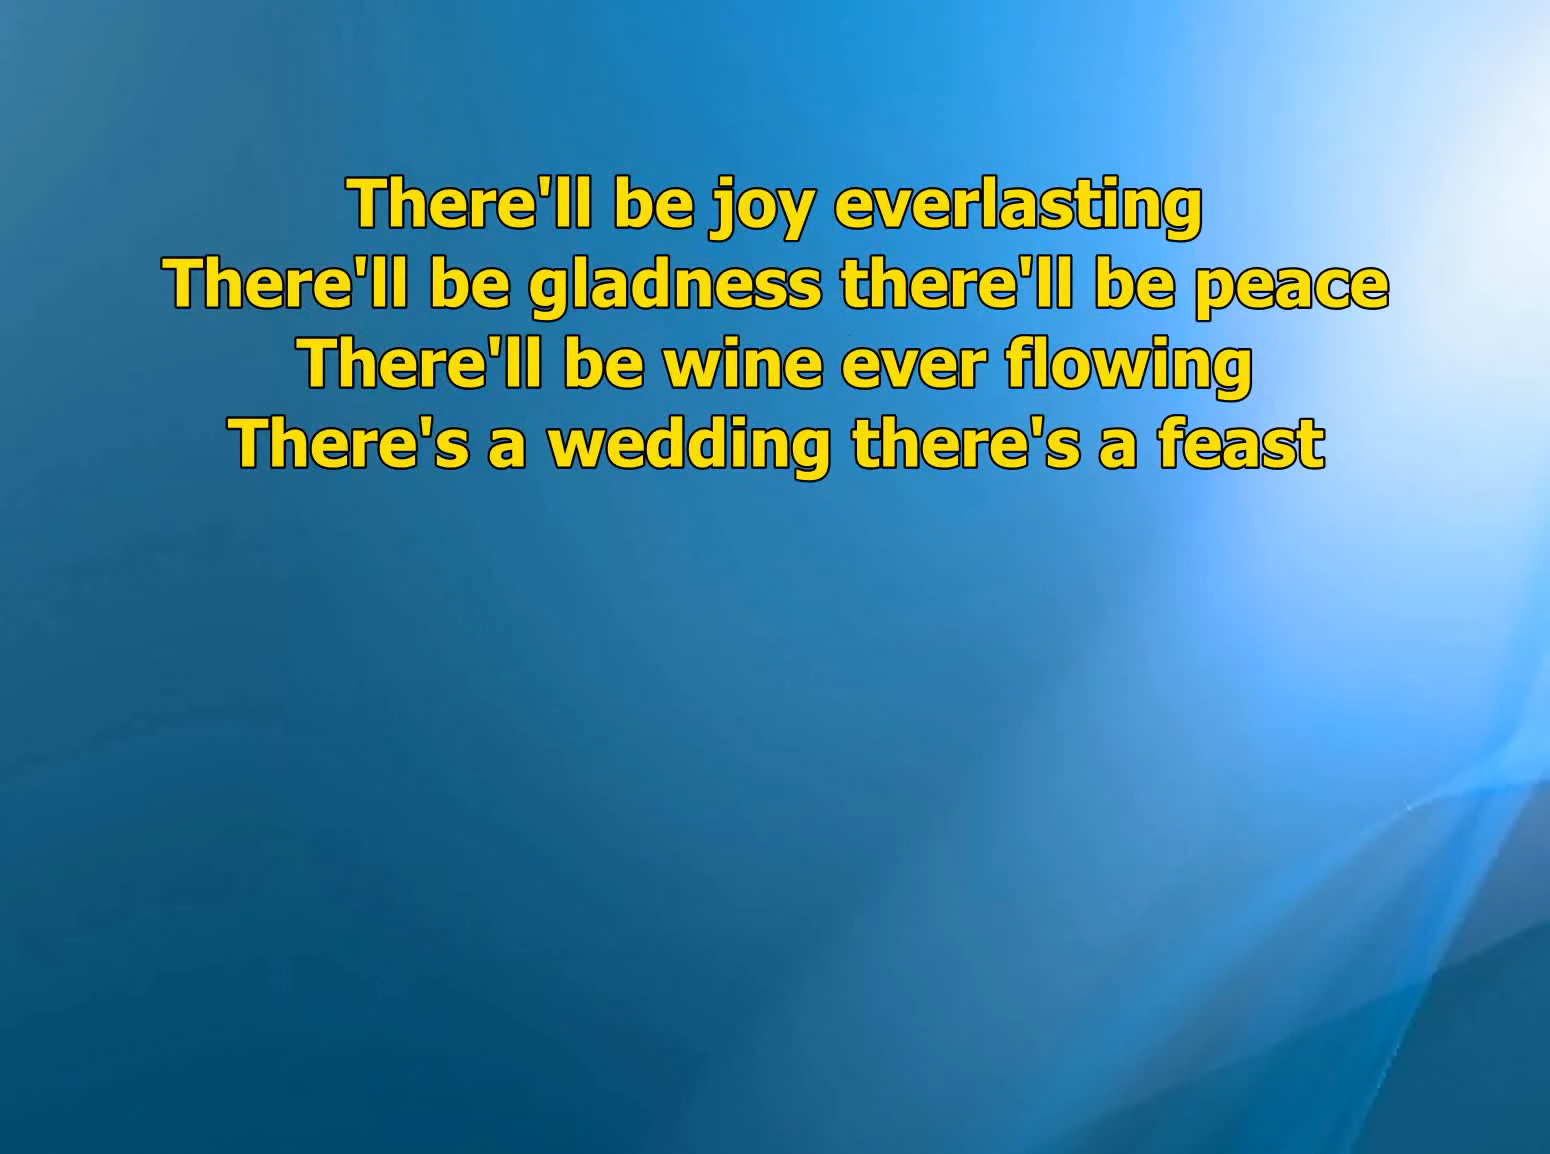 There'll be joy everlasting
There'll be gladness there'll be peace
There'll be wine ever flowing
There's a wedding there's a feast